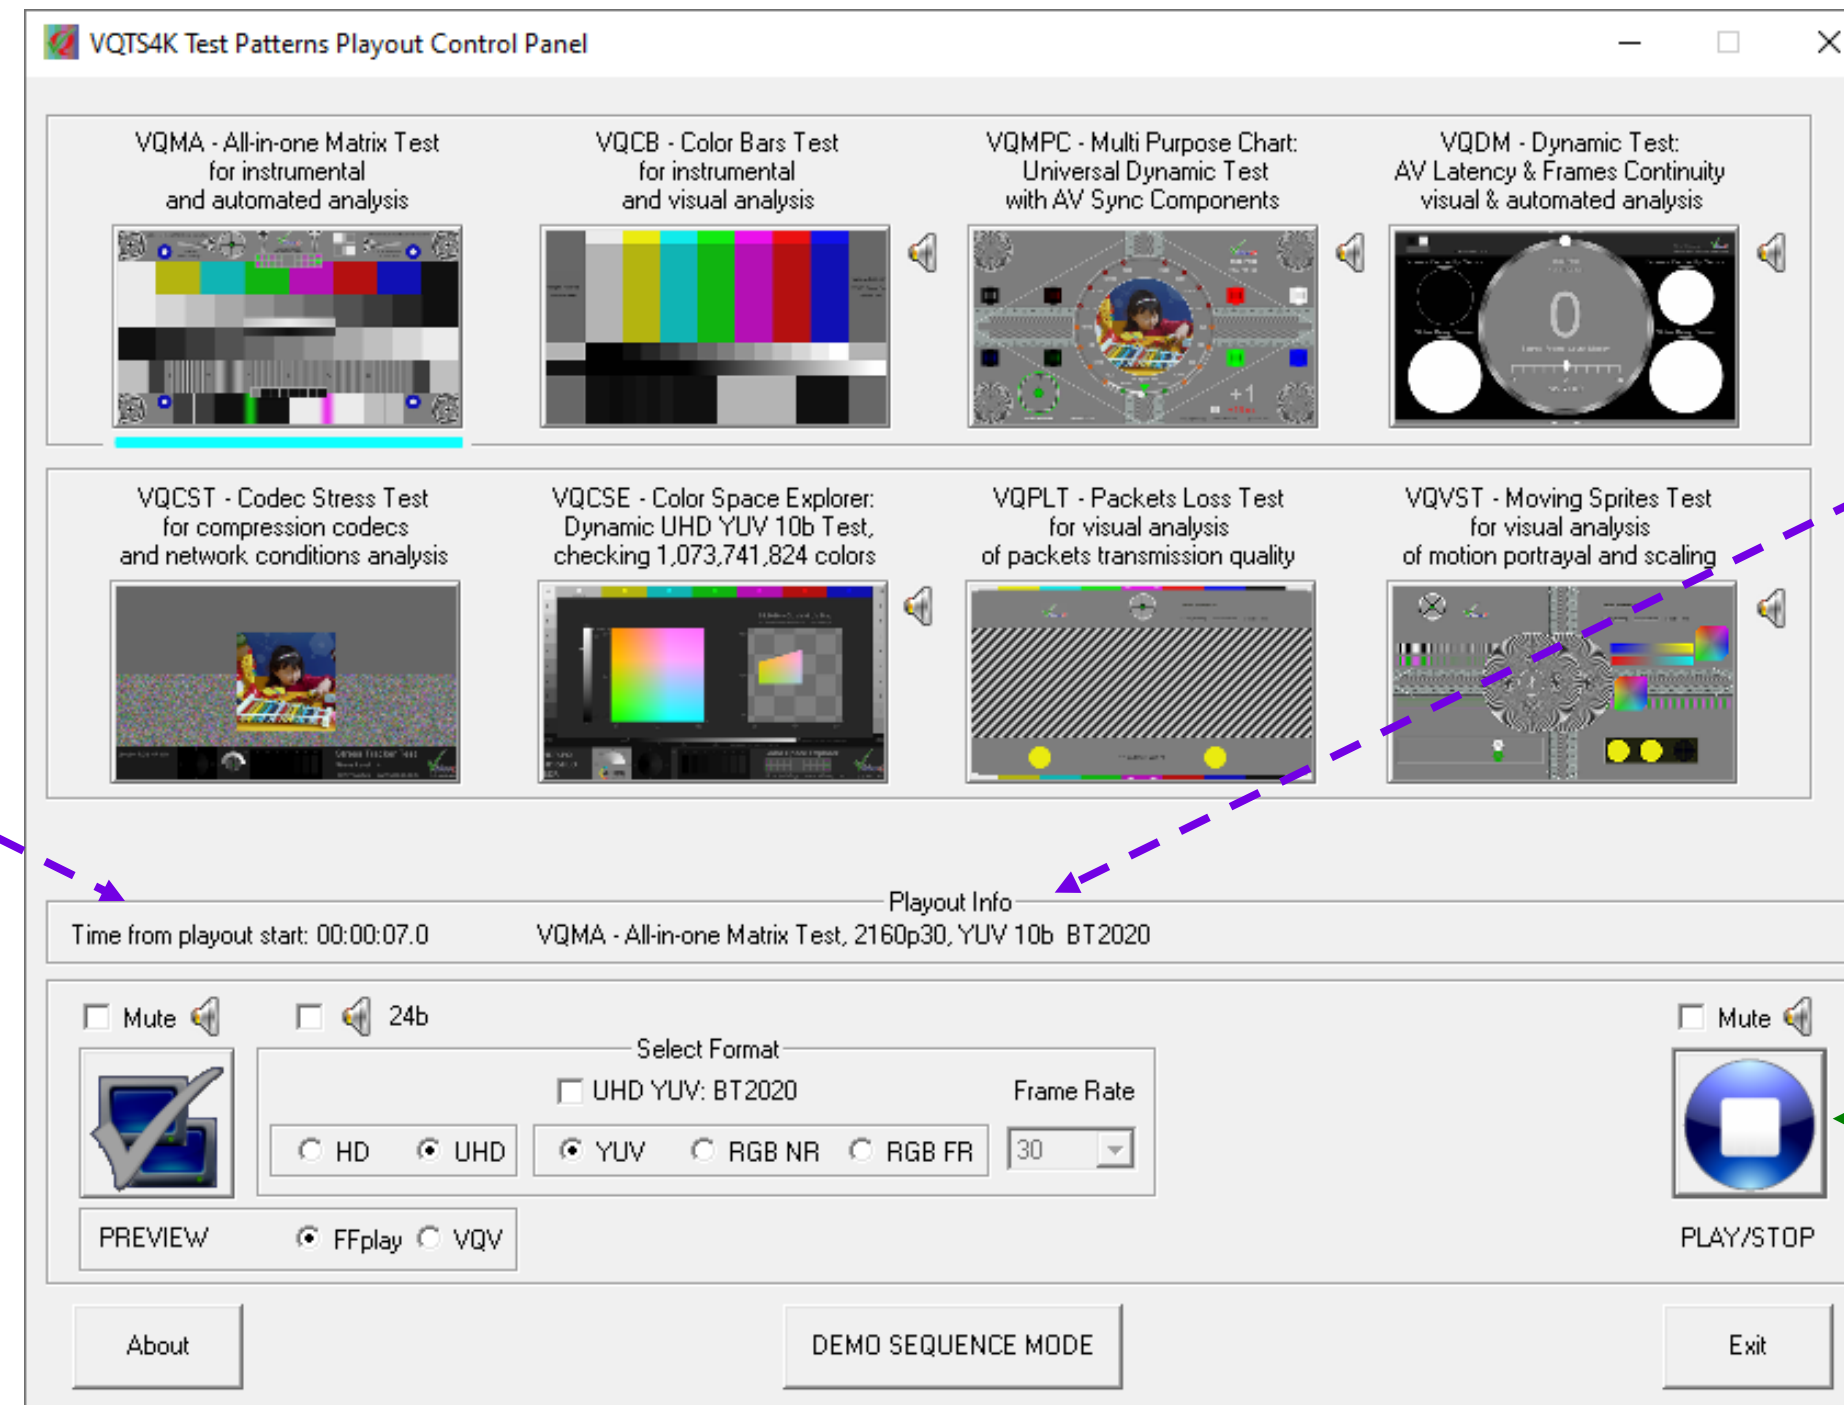 VQTS4K Test Patterns Playout Control Panel
VQMA - All-in-one Matrix Test
for instrumental
and automated analysis
VQCB - Color Bars Test
for instrumental
and visual analysis
VQMPC - Multi Purpose Chart:
Universal Dynamic Test
with AV Sync Components
VQDM - Dynamic Test:
AV Latency & Frames Continuity
visual & automated analysis
+1
0
VQCST - Codec Stress Test
for compression codecs
and network conditions analysis
VQCSE - Color Space Explorer:
Dynamic UHD YUV 10b Test,
checking 1,073,741,824 colors
VQPLT - Packets Loss Test
for visual analysis
of packets transmission quality
VQVST - Moving Sprites Test
for visual analysis
of motion portrayal and scaling
Playout Info
Time from playout start: 00:00:07.0
VQMA - All-in-one Matrix Test, 2160p30, YUV 10b BT2020
Mute
24b
Mute
Select Format
UHD YUV: BT2020
Frame Rate
HD
UHD
YUV
RGB NR
RGB FR
30
PREVIEW
FFplay
VQV
PLAY/STOP
About
DEMO SEQUENCE MODE
Exit